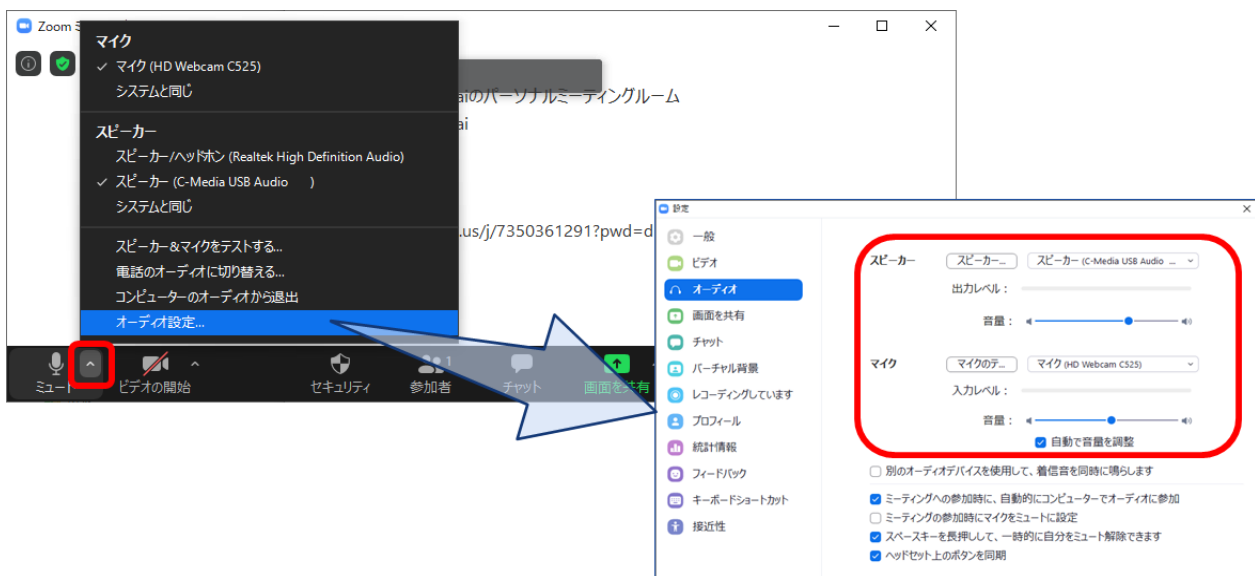 Zoom
マイク
マイク (HD Webcam C525)
システムと同じ
aiのパーソナルミーティングルーム
ai
スピーカー
スピーカー/ヘッドホン (Realtek High Definition Audio)
スピーカー (C-Media USB Audio )
システムと同じ
.us/j/7350361291?pwd=d
スピーカー&マイクをテストする...
電話のオーディオに切り替える...
コンピューターのオーディオから退出
オーディオ設定...
ミュート
ビデオの開始
セキュリティ
参加者
1
チャット
画面を共有
設定
一般
ビデオ
オーディオ
画面を共有
チャット
バーチャル背景
レコーディングしています
プロフィール
統計情報
フィードバック
キーボードショートカット
接近性
スピーカー スピーカー... スピーカー (C-Media USB Audio ...
出力レベル：
音量：
マイク マイクのテ... マイク (HD Webcam C525)
入力レベル：
音量：
自動で音量を調整
別のオーディオデバイスを使用して、着信音を同時に鳴らします
ミーティングへの参加時に、自動的にコンピューターでオーディオに参加
ミーティングの参加時にマイクをミュートに設定
スペースキーを長押しして、一時的に自分をミュート解除できます
ヘッドセット上のボタンを同期